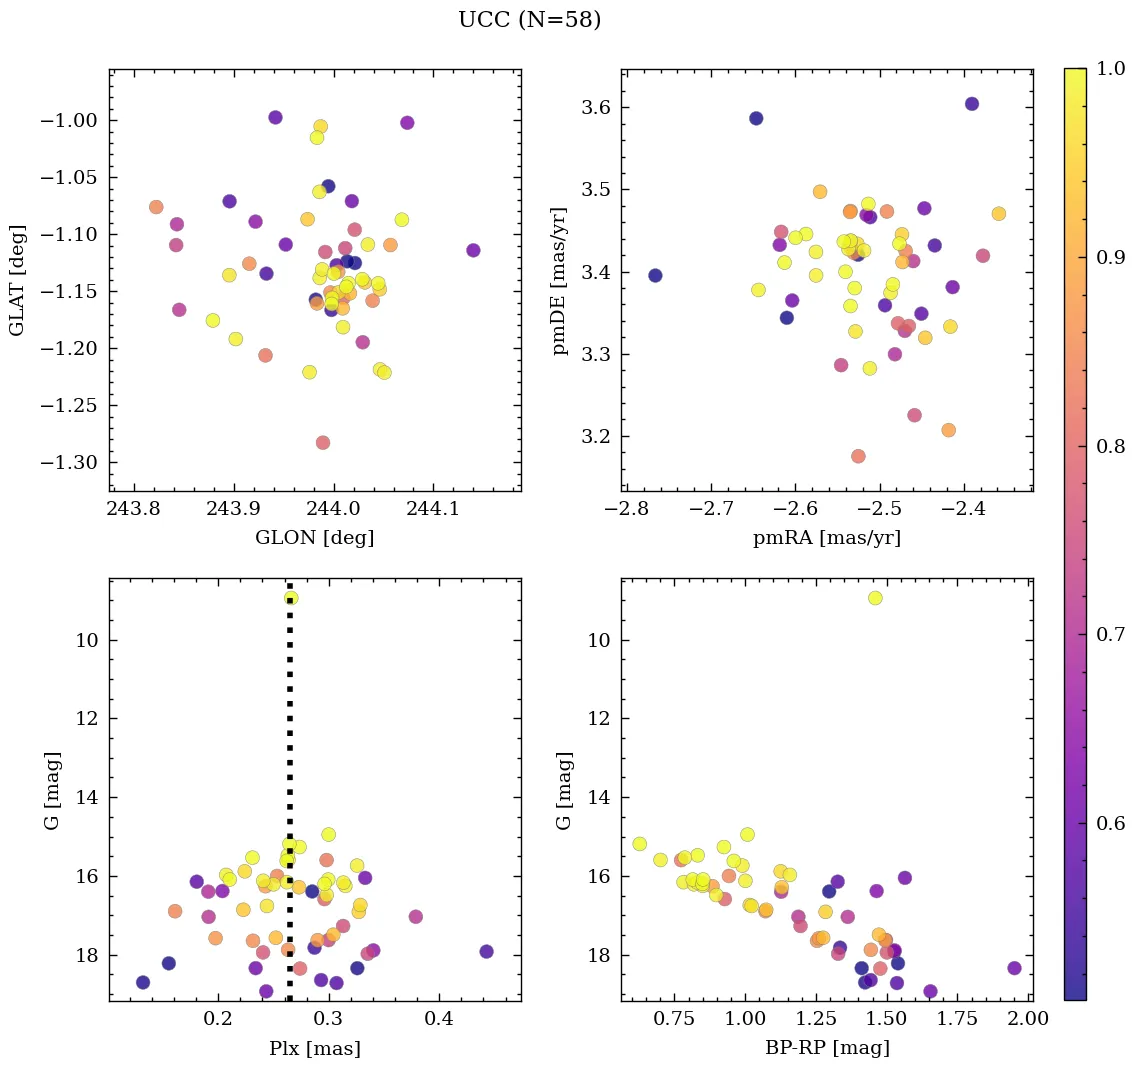 UCC (N=58)
−1.00
−1.05
−1.10
−1.15
−1.20
−1.25
−1.30
GLAT [deg]
243.8 243.9 244.0 244.1
GLON [deg]
3.6
3.5
3.4
3.3
3.2
pmDE [mas/yr]
−2.8 −2.7 −2.6 −2.5 −2.4
pmRA [mas/yr]
1.0
0.9
0.8
0.7
0.6
10
12
14
16
18
G [mag]
0.2 0.3 0.4
Plx [mas]
10
12
14
16
18
G [mag]
0.75 1.00 1.25 1.50 1.75 2.00
BP-RP [mag]